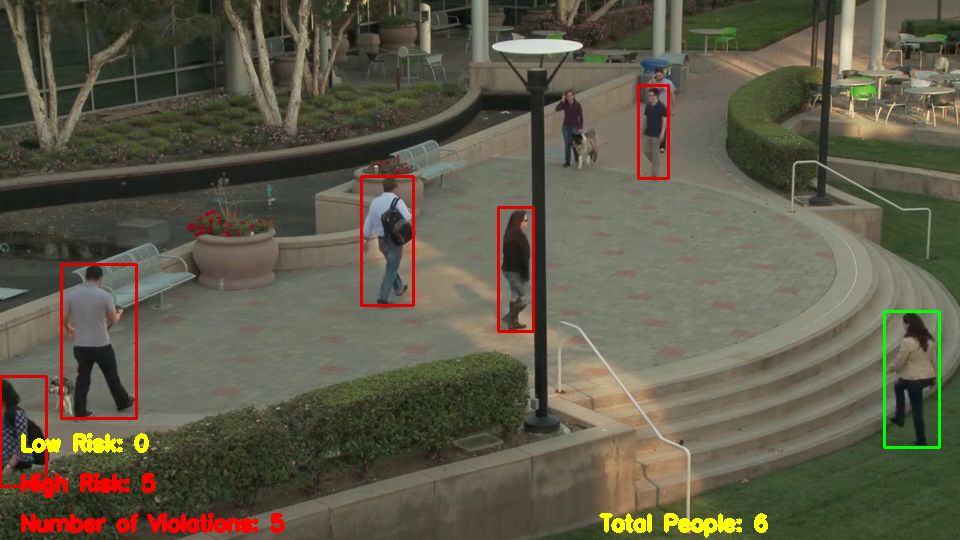 Low Risk: 0
High Risk: 5
Number of Violations: 5
Total People: 6